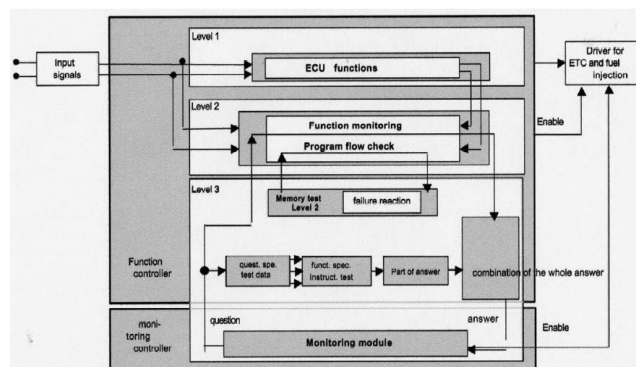 Level 1
Input
signals
ECU functions
Driver for
ETC and fuel
injection
Level 2
Enable
Function monitoring
Program flow check
Level 3
Memory test
Level 2
failure reaction
Function
controller
quest. spe.
test data
funct. spec.
instruct. test
Part of answer
combination of the whole answer
moni-
toring
controller
question
answer
Enable
Monitoring module